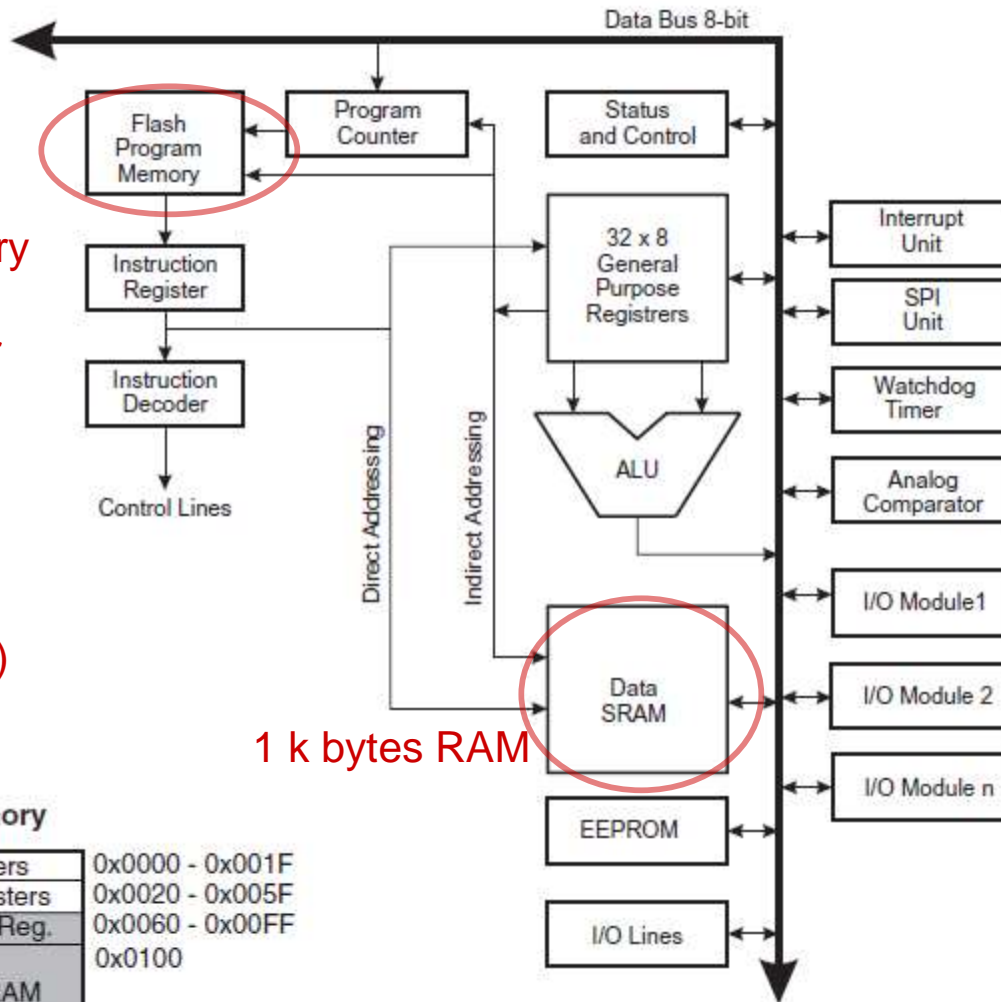 Data Bus 8-bit
Flash
Program
Memory
Program
Counter
Status
and Control
32 x 8
General
Purpose
Registrers
Interrupt
Unit
ry
Instruction
Register
SPI
Unit
Instruction
Decoder
Watchdog
Timer
ALU
Analog
Comparator
Control Lines
Direct Addressing
Indirect Addressing
I/O Module1
)
Data
SRAM
I/O Module 2
1 k bytes RAM
I/O Module n
ory
EEPROM
ers 0x0000 - 0x001F
sters 0x0020 - 0x005F
Reg. 0x0060 - 0x00FF
0x0100
AM
I/O Lines